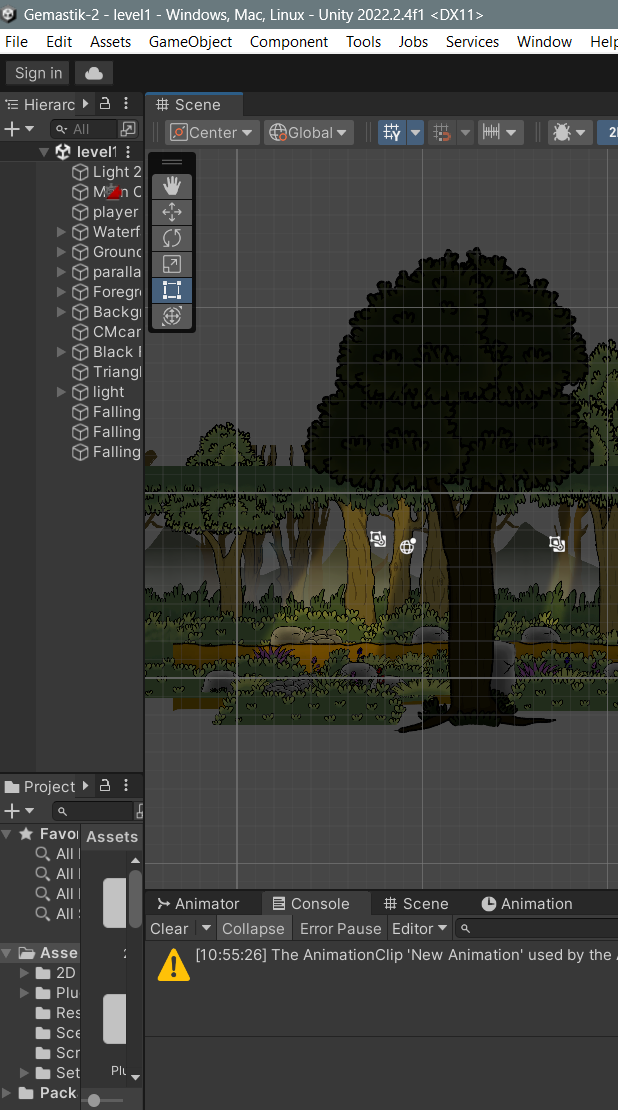 Gemastik-2 - level1 - Windows, Mac, Linux - Unity 2022.2.4f1 <DX11>
File Edit Assets GameObject Component Tools Jobs Services Window Help
Sign in
Hierarc
Scene
All
Center
Global
2
level1
Light 2
Main C
player
Waterf
Ground
paralla
Foregr
Backgr
CMcam
Black
Triangl
light
Falling
Falling
Falling
Project
Favo
Assets
All
All
All
All
Asse
2D
Plu
Res
Sce
Scr
Set
Pack
Plu
Animator
Console
Scene
Animation
Clear
Collapse
Error Pause
Editor
[10:55:26] The AnimationClip 'New Animation' used by the